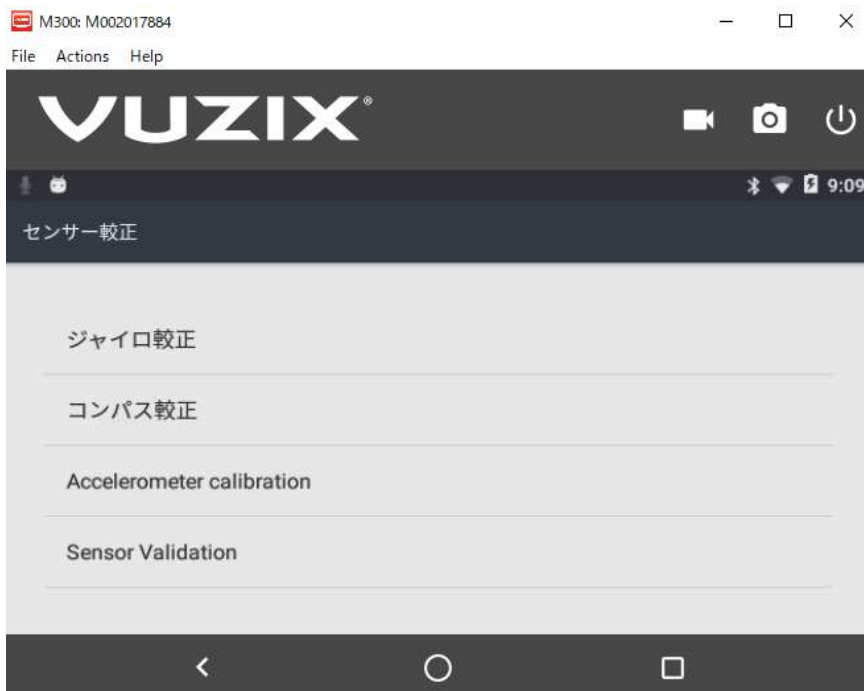 M300: M002017884
File Actions Help
VUZIX®
9:09
センサー較正
ジャイロ較正
コンパス較正
Accelerometer calibration
Sensor Validation